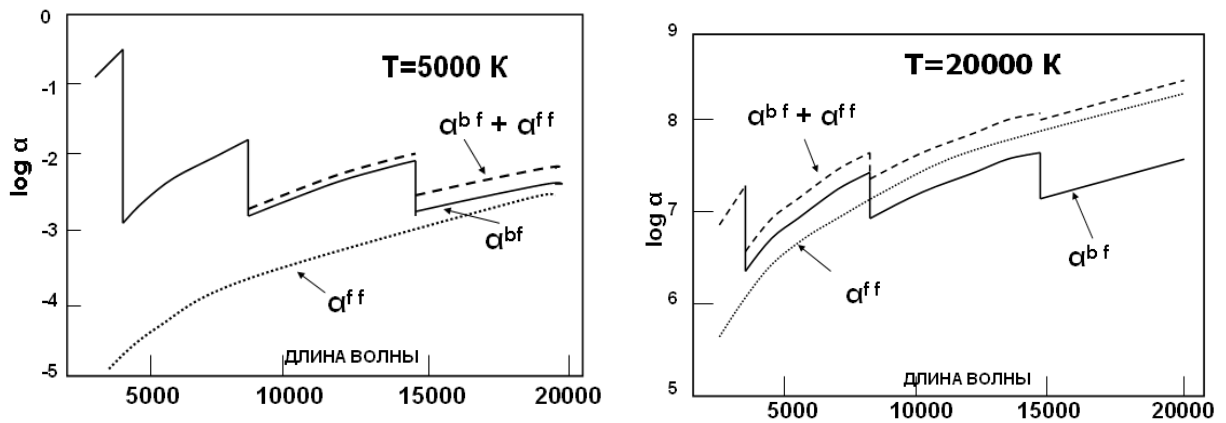 T=5000 K
log α
0
-1
-2
-3
-4
-5
α^bf + α^ff
α^bf
α^ff
ДЛИНА ВОЛНЫ
5000 10000 15000 20000
T=20000 K
log α
9
8
7
6
5
α^bf + α^ff
α^bf
α^ff
ДЛИНА ВОЛНЫ
5000 10000 15000 20000